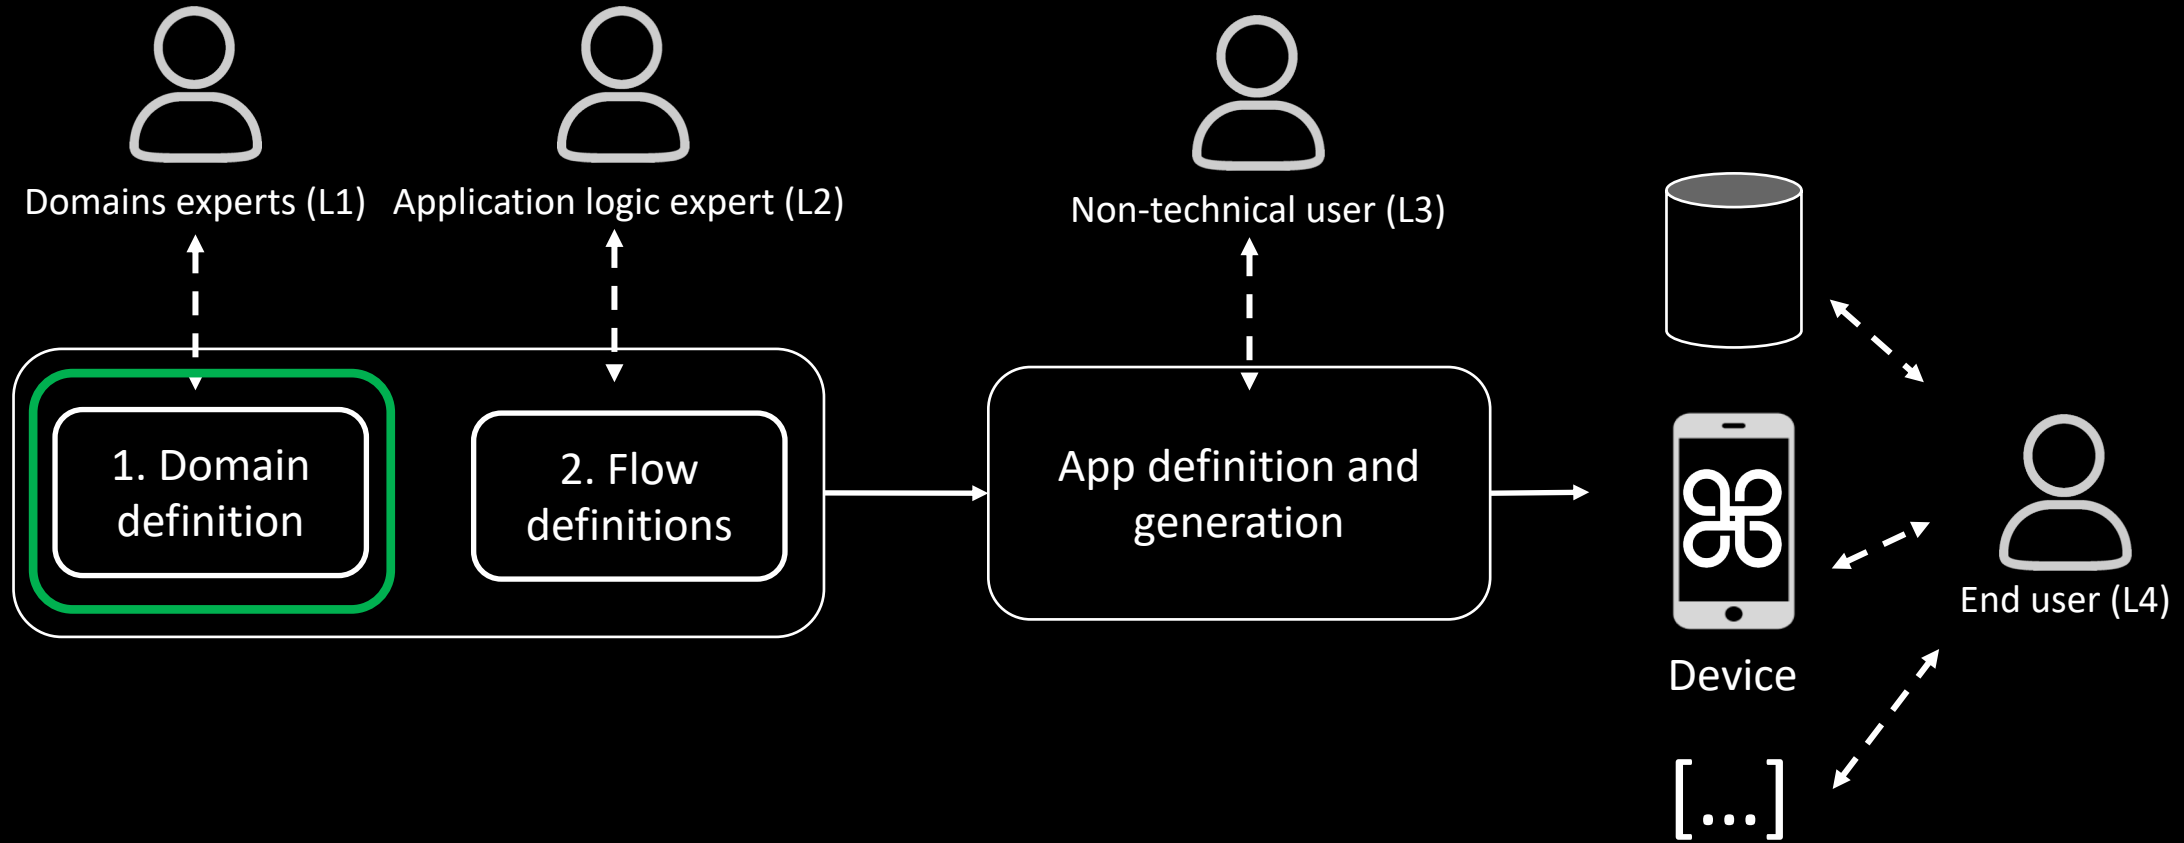 Domains experts (L1)
Application logic expert (L2)
Non-technical user (L3)
1. Domain
definition
2. Flow
definitions
App definition and
generation
Device
End user (L4)
[...]